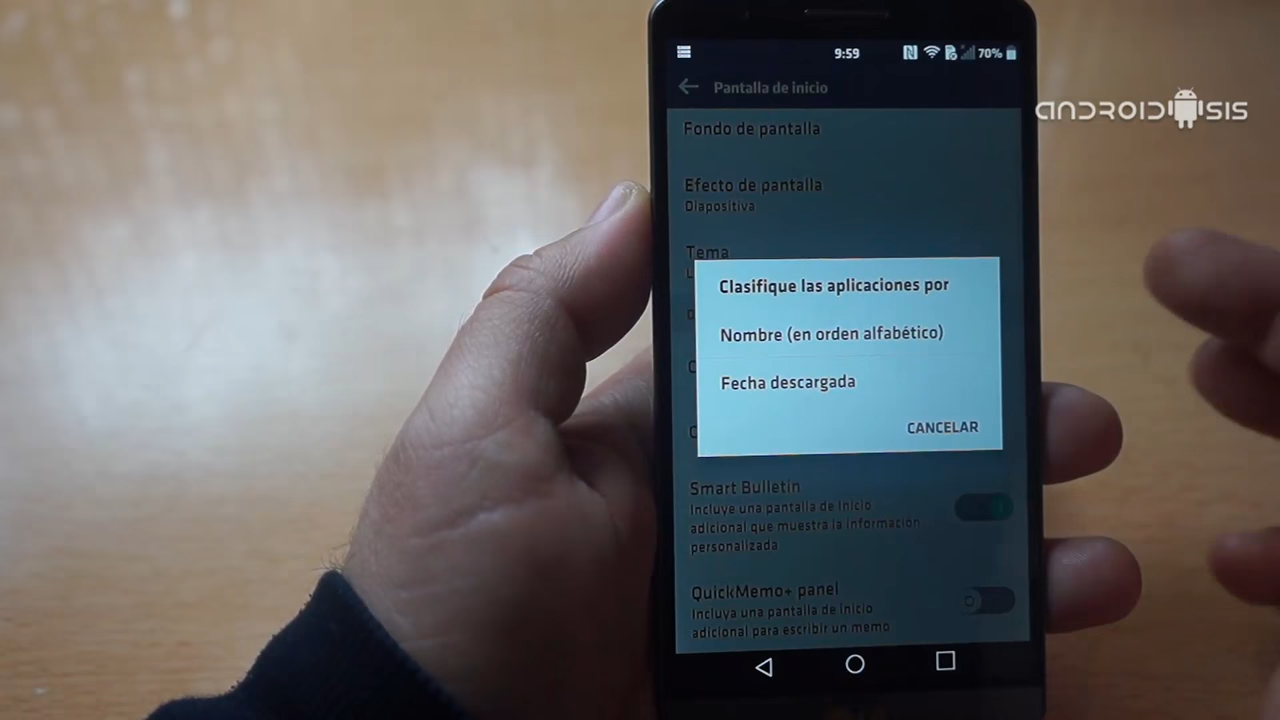 9:59
70%
Pantalla de inicio
ANDROIDSIS
Fondo de pantalla
Efecto de pantalla
Diapositiva
Tema
Clasifique las aplicaciones por
Nombre (en orden alfabético)
Fecha descargada
CANCELAR
Smart Bulletin
Incluye una pantalla de inicio
adicional que muestra la información
personalizada
QuickMemo+ panel
Incluya una pantalla de inicio
adicional para escribir un memo